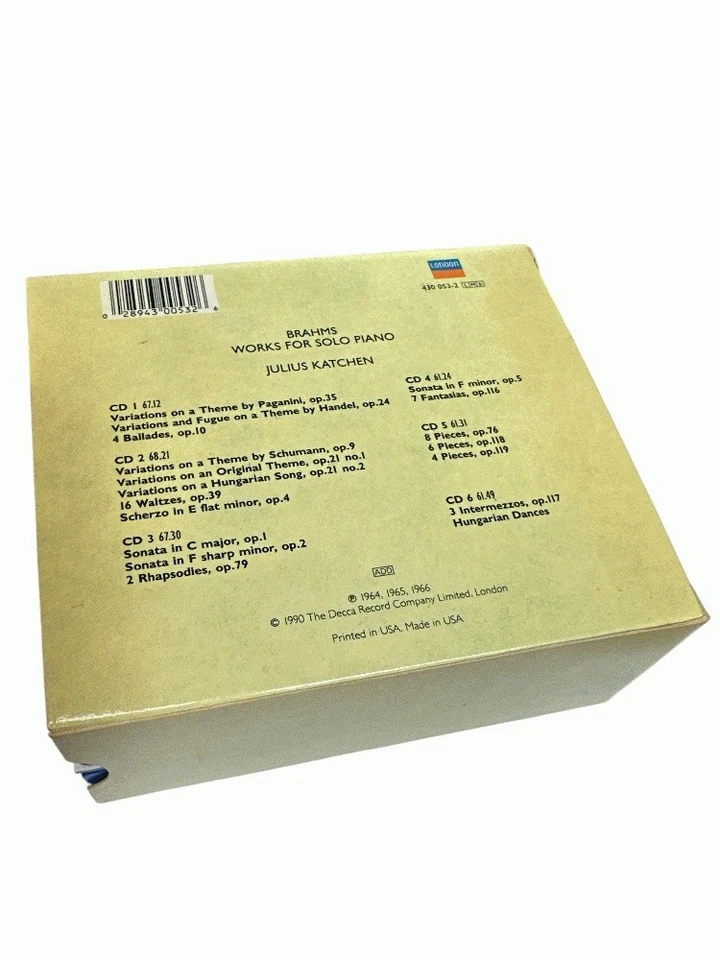 LONDON
430 053-2 LM6
0 28943 00532 6
BRAHMS
WORKS FOR SOLO PIANO
JULIUS KATCHEN
CD 1 67.12
Variations on a Theme by Paganini, op.35
Variations and Fugue on a Theme by Handel, op.24
4 Ballades, op.10
CD 2 68.21
Variations on a Theme by Schumann, op.9
Variations on an Original Theme, op.21 no.1
Variations on a Hungarian Song, op.21 no.2
16 Waltzes, op.39
Scherzo in E flat minor, op.4
CD 3 67.30
Sonata in C major, op.1
Sonata in F sharp minor, op.2
2 Rhapsodies, op.79
CD 4 61.24
Sonata in F minor, op.5
7 Fantasias, op.116
CD 5 61.31
8 Pieces, op.76
6 Pieces, op.118
4 Pieces, op.119
CD 6 61.49
3 Intermezzos, op.117
Hungarian Dances
ADD
℗ 1964, 1965, 1966
© 1990 The Decca Record Company Limited, London
Printed in USA. Made in USA